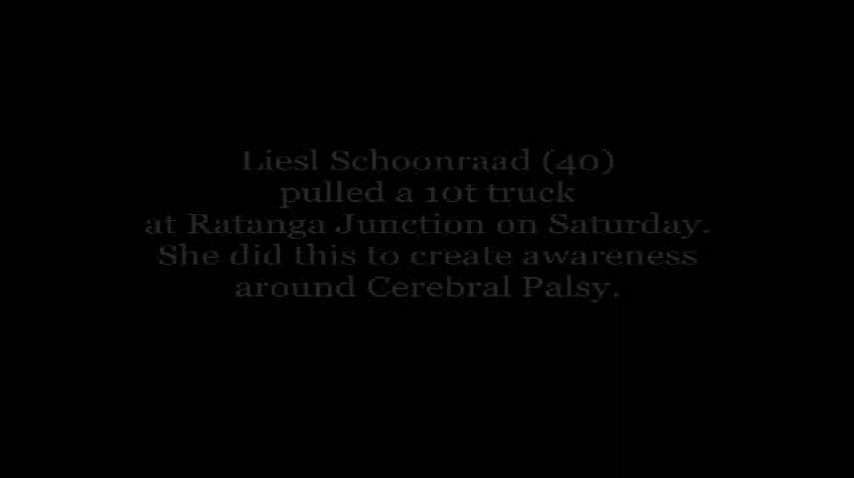 Liesl Schoonraad (40)
pulled a 10t truck
at Ratanga Junction on Saturday.
She did this to create awareness
around Cerebral Palsy.